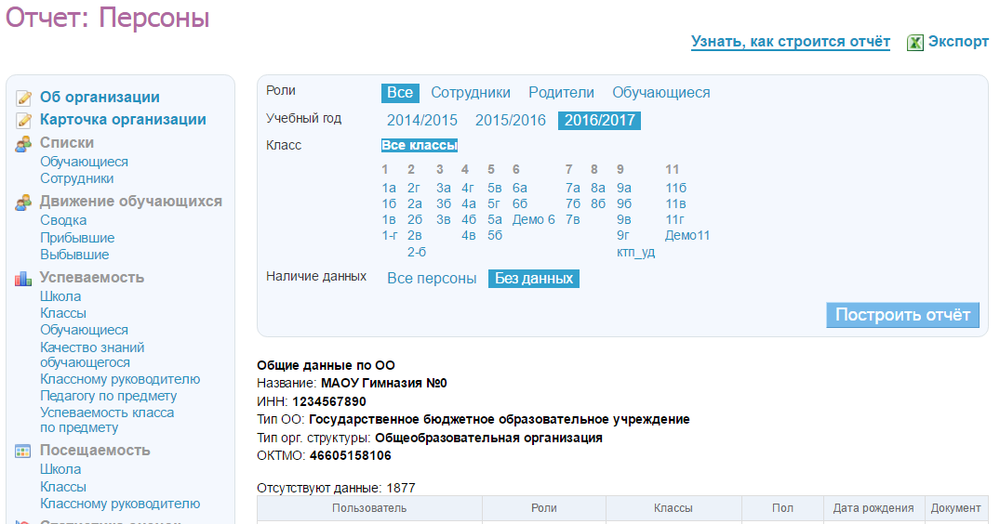 Отчет: Персоны
Узнать, как строится отчёт Экспорт
Об организации
Карточка организации
Списки
Обучающиеся
Сотрудники
Движение обучающихся
Сводка
Прибывшие
Выбывшие
Успеваемость
Школа
Классы
Обучающиеся
Качество знаний
обучающегося
Классному руководителю
Педагогу по предмету
Успеваемость класса
по предмету
Посещаемость
Школа
Классы
Классному руководителю
Роли Все Сотрудники Родители Обучающиеся
Учебный год 2014/2015 2015/2016 2016/2017
Класс Все классы
1 2 3 4 5 6 7 8 9 11
1а 2г 3а 4г 5в 6а 7а 8а 9а 11б
1б 2а 3б 4а 5г 6б 7б 8б 9б 11в
1в 2б 3в 4б 5а Демо 6 7в 9в 11г
1-г 2в 4в 5б 9г Демо11
2-б ктп_уд
Наличие данных Все персоны Без данных
Построить отчёт
Общие данные по ОО
Название: МАОУ Гимназия №0
ИНН: 1234567890
Тип ОО: Государственное бюджетное образовательное учреждение
Тип орг. структуры: Общеобразовательная организация
ОКТМО: 46605158106
Отсутствуют данные: 1877
Пользователь Роли Классы Пол Дата рождения Документ